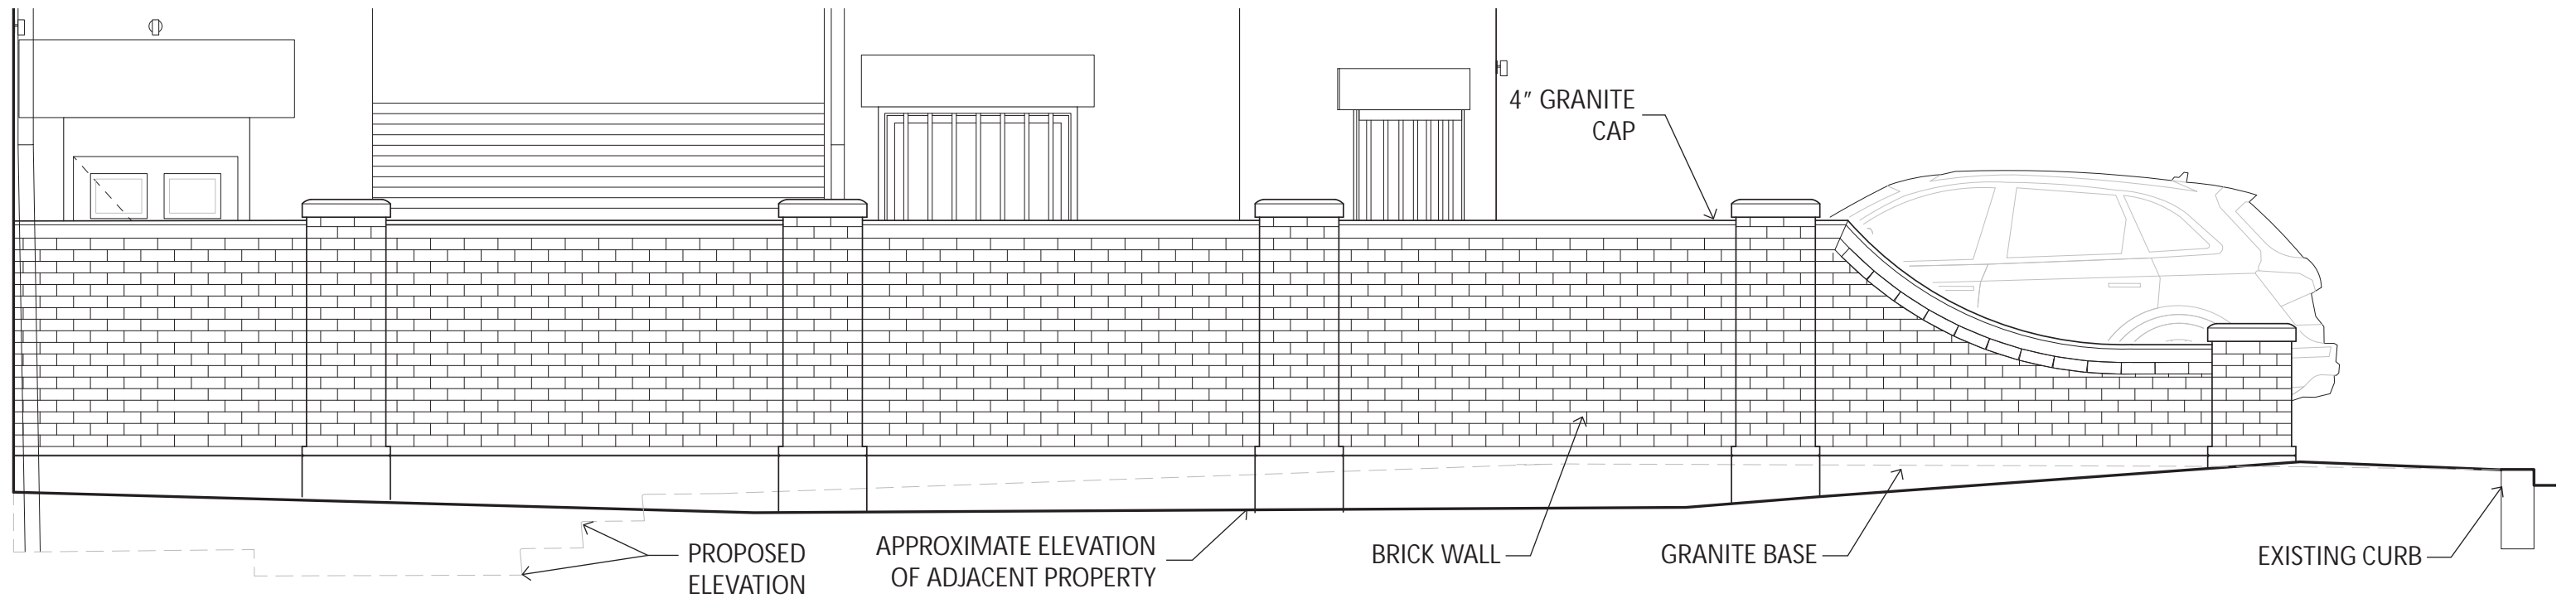 4" GRANITE
CAP
PROPOSED
ELEVATION
APPROXIMATE ELEVATION
OF ADJACENT PROPERTY
BRICK WALL
GRANITE BASE
EXISTING CURB